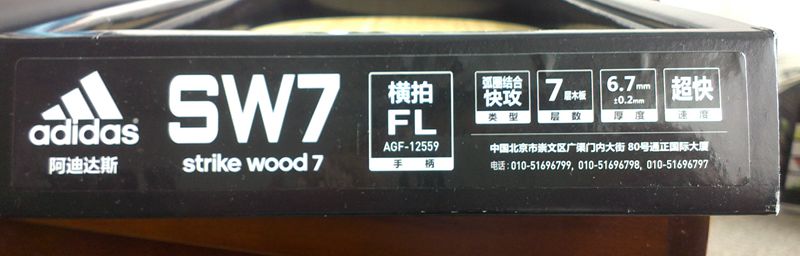 adidas
阿迪达斯
SW7
strike wood 7
横拍
FL
AGF-12559
手柄
弧圈结合
快攻
类型
7层木板
层数
6.7mm
±0.2mm
厚度
超快
速度
中国北京市崇文区广渠门内大街 80号通正国际大厦
电话:010-51696799, 010-51696798, 010-51696797